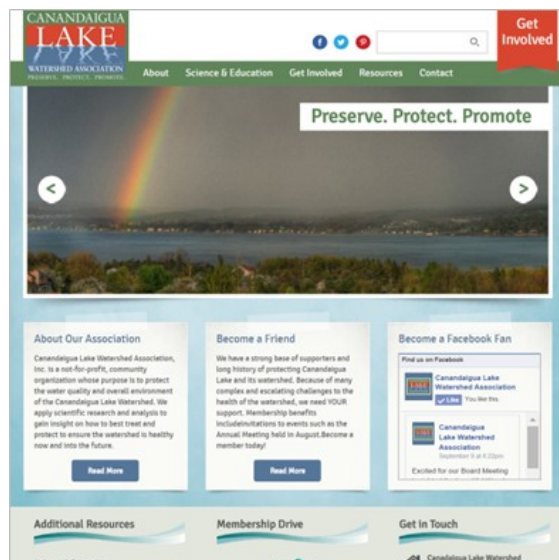 CANANDAIGUA
LAKE
WATERSHED ASSOCIATION
PRESERVE. PROTECT. PROMOTE.
Get
Involved
About Science & Education Get Involved Resources Contact
Preserve. Protect. Promote
< >
About Our Association
Canandaigua Lake Watershed Association,
Inc. is a not-for-profit, community
organization whose purpose is to protect
the water quality and overall environment
of the Canandaigua Lake Watershed. We
apply scientific research and analysis to
gain insight on how to best treat and
protect to ensure the watershed is healthy
now and into the future.
Read More
Become a Friend
We have a strong base of supporters and
long history of protecting Canandaigua
Lake and its watershed. Because of many
complex and escalating challenges to the
health of the watershed, we need YOUR
support. Membership benefits
includeinvitations to events such as the
Annual Meeting held in August.Become a
member today!
Read More
Become a Facebook Fan
Find us on Facebook
Canandaigua Lake
Watershed Association
Like You like this.
Canandaigua
Lake Watershed
Association
September 9 at 6:23pm
Excited for our Board Meeting
Additional Resources
Membership Drive
Get in Touch
Canadaigua Lake Watershed